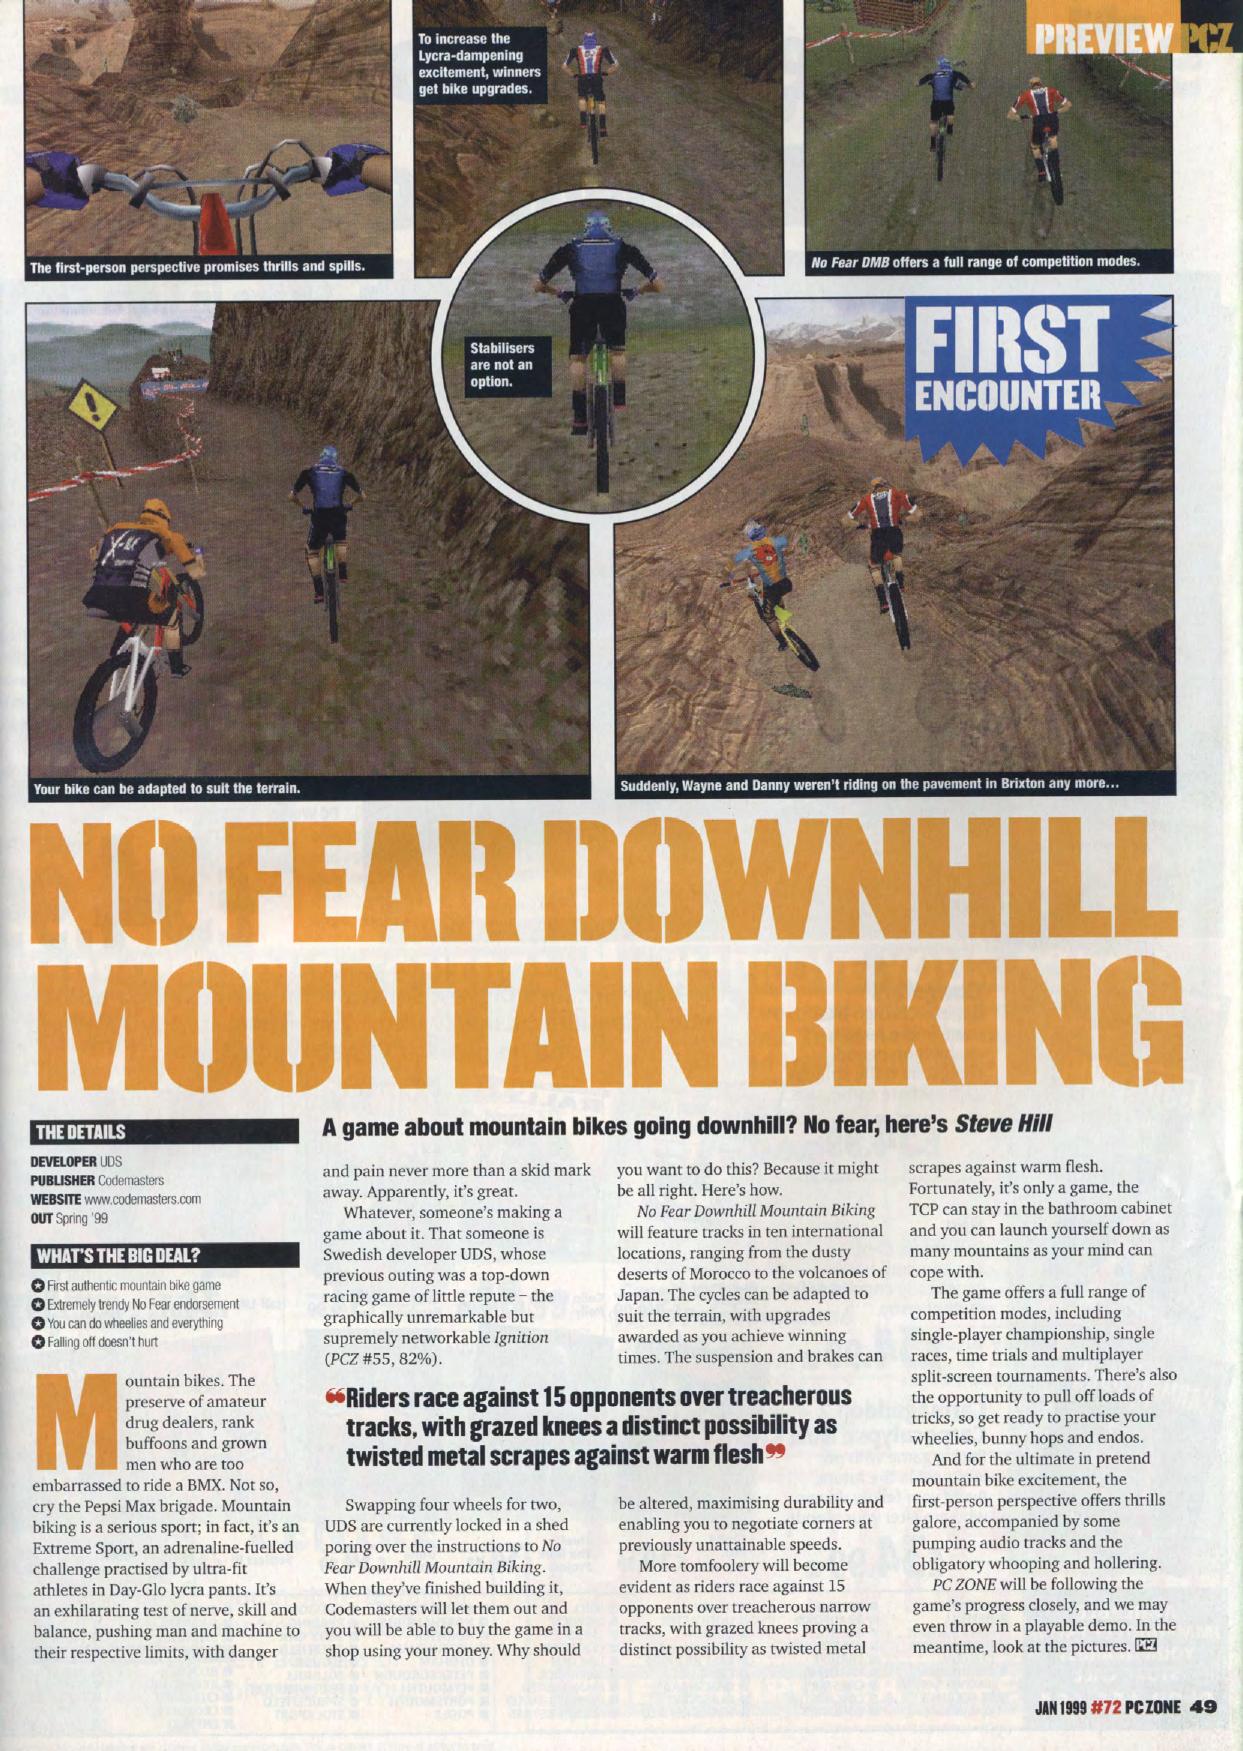 PREVIEW PCZ
To increase the
Lycra-dampening
excitement, winners
get bike upgrades.
The first-person perspective promises thrills and spills.
No Fear DMB offers a full range of competition modes.
Stabilisers
are not an
option.
FIRST
ENCOUNTER
Your bike can be adapted to suit the terrain.
Suddenly, Wayne and Danny weren't riding on the pavement in Brixton any more...
NO FEAR DOWNHILL
MOUNTAIN BIKING
THE DETAILS
DEVELOPER UDS
PUBLISHER Codemasters
WEBSITE www.codemasters.com
OUT Spring '99
WHAT'S THE BIG DEAL?
First authentic mountain bike game
Extremely trendy No Fear endorsement
You can do wheelies and everything
Falling off doesn't hurt
A game about mountain bikes going downhill? No fear, here's Steve Hill
Mountain bikes. The
preserve of amateur
drug dealers, rank
buffoons and grown
men who are too
embarrassed to ride a BMX. Not so,
cry the Pepsi Max brigade. Mountain
biking is a serious sport; in fact, it's an
Extreme Sport, an adrenaline-fuelled
challenge practised by ultra-fit
athletes in Day-Glo lycra pants. It's
an exhilarating test of nerve, skill and
balance, pushing man and machine to
their respective limits, with danger
and pain never more than a skid mark
away. Apparently, it's great.
Whatever, someone's making a
game about it. That someone is
Swedish developer UDS, whose
previous outing was a top-down
racing game of little repute – the
graphically unremarkable but
supremely networkable Ignition
(PCZ #55, 82%).
“Riders race against 15 opponents over treacherous
tracks, with grazed knees a distinct possibility as
twisted metal scrapes against warm flesh”
Swapping four wheels for two,
UDS are currently locked in a shed
poring over the instructions to No
Fear Downhill Mountain Biking.
When they've finished building it,
Codemasters will let them out and
you will be able to buy the game in a
shop using your money. Why should
you want to do this? Because it might
be all right. Here's how.
No Fear Downhill Mountain Biking
will feature tracks in ten international
locations, ranging from the dusty
deserts of Morocco to the volcanoes of
Japan. The cycles can be adapted to
suit the terrain, with upgrades
awarded as you achieve winning
times. The suspension and brakes can
be altered, maximising durability and
enabling you to negotiate corners at
previously unattainable speeds.
More tomfoolery will become
evident as riders race against 15
opponents over treacherous narrow
tracks, with grazed knees proving a
distinct possibility as twisted metal
scrapes against warm flesh.
Fortunately, it's only a game, the
TCP can stay in the bathroom cabinet
and you can launch yourself down as
many mountains as your mind can
cope with.
The game offers a full range of
competition modes, including
single-player championship, single
races, time trials and multiplayer
split-screen tournaments. There's also
the opportunity to pull off loads of
tricks, so get ready to practise your
wheelies, bunny hops and endos.
And for the ultimate in pretend
mountain bike excitement, the
first-person perspective offers thrills
galore, accompanied by some
pumping audio tracks and the
obligatory whooping and hollering.
PC ZONE will be following the
game's progress closely, and we may
even throw in a playable demo. In the
meantime, look at the pictures. PCZ
JAN 1999 #72 PC ZONE 49